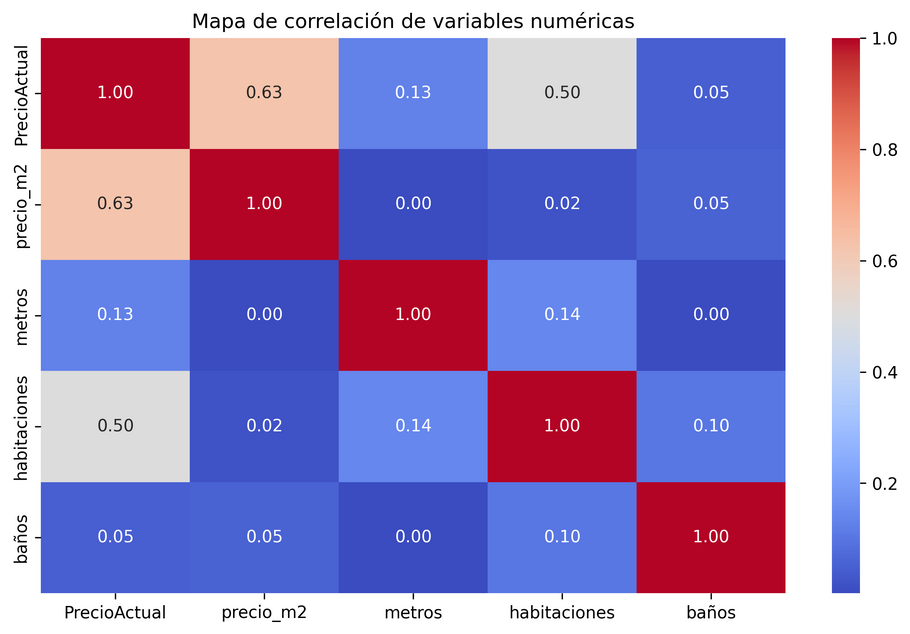 Mapa de correlación de variables numéricas
PrecioActual 1.00 0.63 0.13 0.50 0.05
precio_m2 0.63 1.00 0.00 0.02 0.05
metros 0.13 0.00 1.00 0.14 0.00
habitaciones 0.50 0.02 0.14 1.00 0.10
baños 0.05 0.05 0.00 0.10 1.00
PrecioActual precio_m2 metros habitaciones baños
1.0
0.8
0.6
0.4
0.2